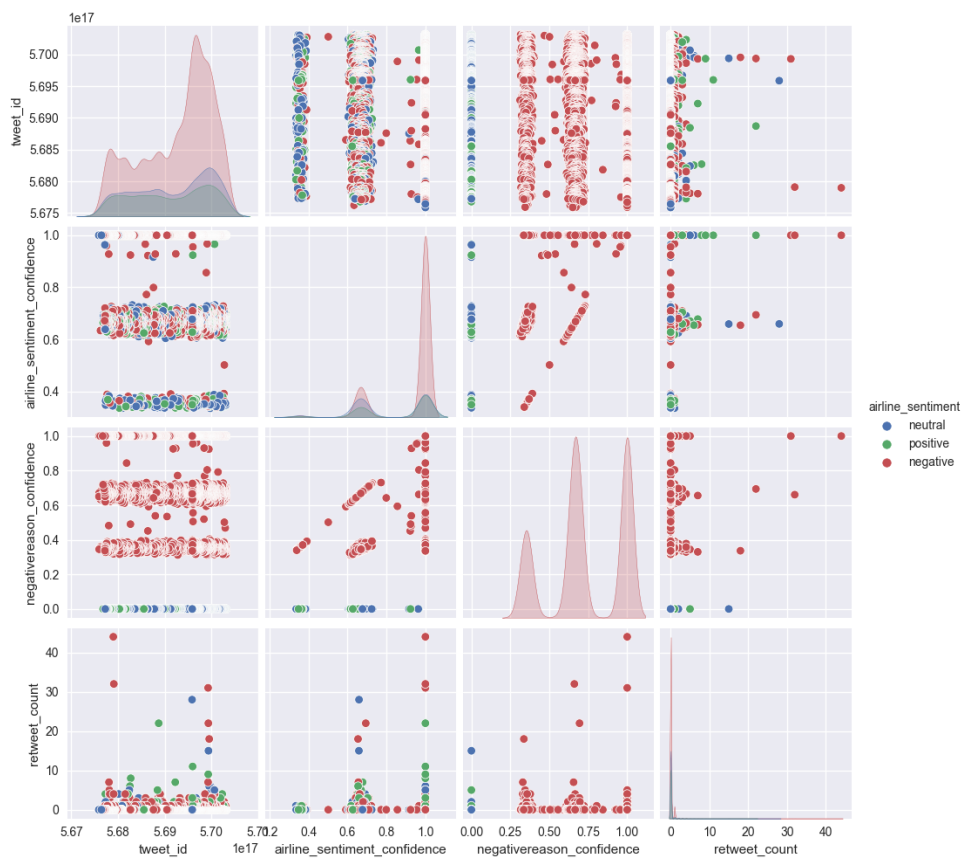 1e17
5.700
5.695
5.690
5.685
5.680
5.675
tweet_id
1.0
0.8
0.6
0.4
airline_sentiment_confidence
airline_sentiment
neutral
positive
negative
1.0
0.8
0.6
0.4
0.2
0.0
negativereason_confidence
40
30
20
10
0
retweet_count
5.67 5.68 5.69 5.70 5.71
1e17
tweet_id
0.2 0.4 0.6 0.8 1.0
airline_sentiment_confidence
0.00 0.25 0.50 0.75 1.00
negativereason_confidence
0 20 40
retweet_count